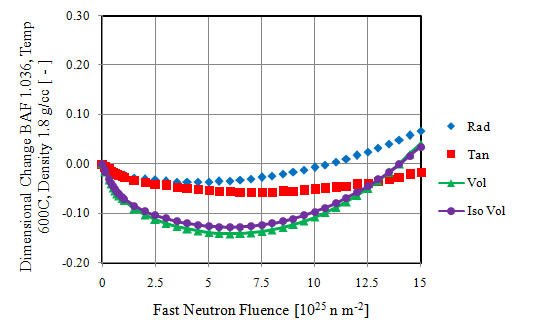 Dimensional Change BAF 1.036, Temp
600C, Density 1.8 g/cc [ - ]
0.30
0.20
0.10
0.00
-0.10
-0.20
0
2.5
5
7.5
10
12.5
15
Fast Neutron Fluence [10²⁵ n m⁻²]
Rad
Tan
Vol
Iso Vol